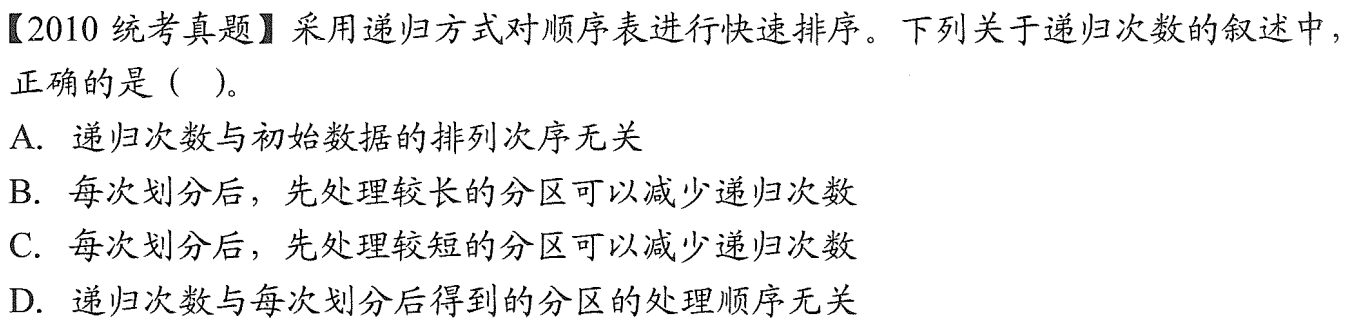 【2010 统考真题】采用递归方式对顺序表进行快速排序。下列关于递归次数的叙述中，
正确的是（　）。
A. 递归次数与初始数据的排列次序无关
B. 每次划分后，先处理较长的分区可以减少递归次数
C. 每次划分后，先处理较短的分区可以减少递归次数
D. 递归次数与每次划分后得到的分区的处理顺序无关